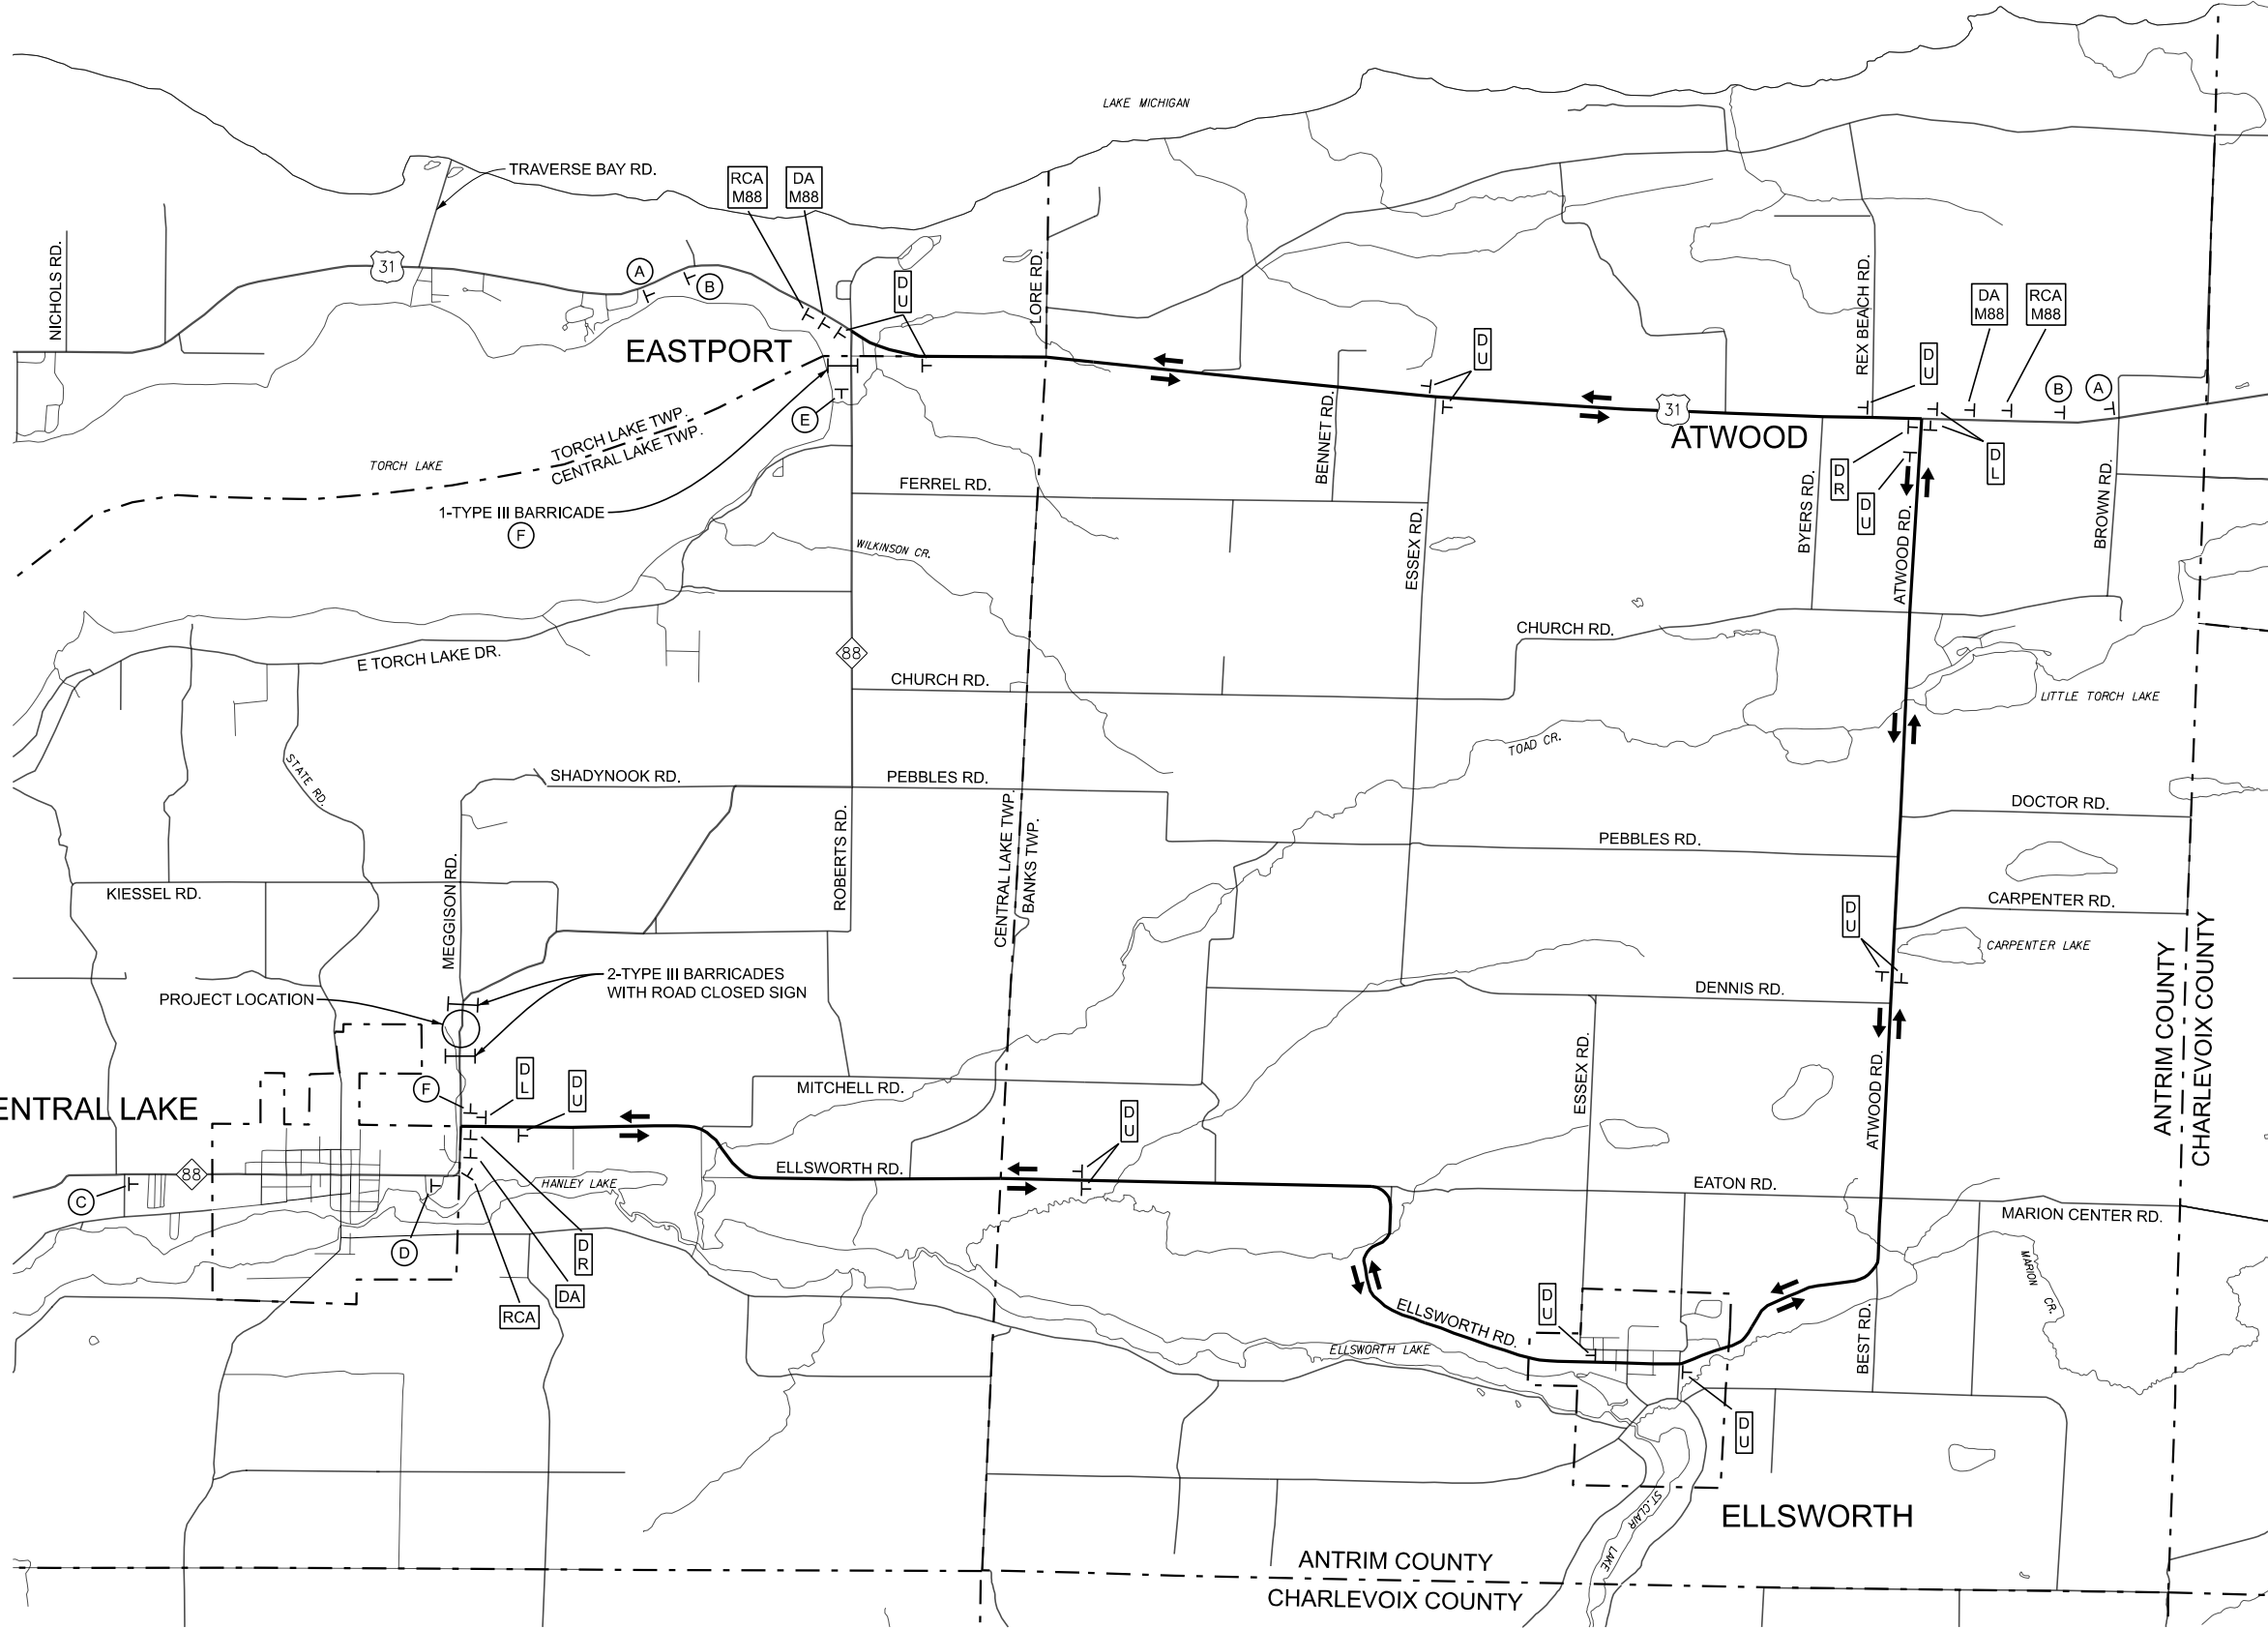 LAKE MICHIGAN
TRAVERSE BAY RD.
RCA
M88
DA
M88
NICHOLS RD.
31
A
B
D
U
LORE RD.
REX BEACH RD.
DA
M88
RCA
M88
EASTPORT
D
U
D
U
B
A
31
ATWOOD
E
TORCH LAKE TWP.
CENTRAL LAKE TWP.
TORCH LAKE
BENNET RD.
D
R
D
U
D
L
FERREL RD.
1-TYPE III BARRICADE
F
BYERS RD.
BROWN RD.
WILKINSON CR.
ESSEX RD.
ATWOOD RD.
CHURCH RD.
E TORCH LAKE DR.
88
CHURCH RD.
LITTLE TORCH LAKE
TOAD CR.
STATE RD.
SHADYNOOK RD.
PEBBLES RD.
DOCTOR RD.
PEBBLES RD.
ROBERTS RD.
CENTRAL LAKE TWP.
BANKS TWP.
KIESSEL RD.
MEGGISON RD.
CARPENTER RD.
D
U
CARPENTER LAKE
ANTRIM COUNTY
CHARLEVOIX COUNTY
2-TYPE III BARRICADES
WITH ROAD CLOSED SIGN
PROJECT LOCATION
DENNIS RD.
F
D
L
D
U
MITCHELL RD.
ESSEX RD.
ATWOOD RD.
ENTRAL LAKE
D
U
ELLSWORTH RD.
88
C
HANLEY LAKE
EATON RD.
MARION CENTER RD.
D
D
R
DA
RCA
MARION CR.
D
U
ELLSWORTH RD.
ELLSWORTH LAKE
BEST RD.
D
U
ST.CLAIR
LAKE
ELLSWORTH
ANTRIM COUNTY
CHARLEVOIX COUNTY